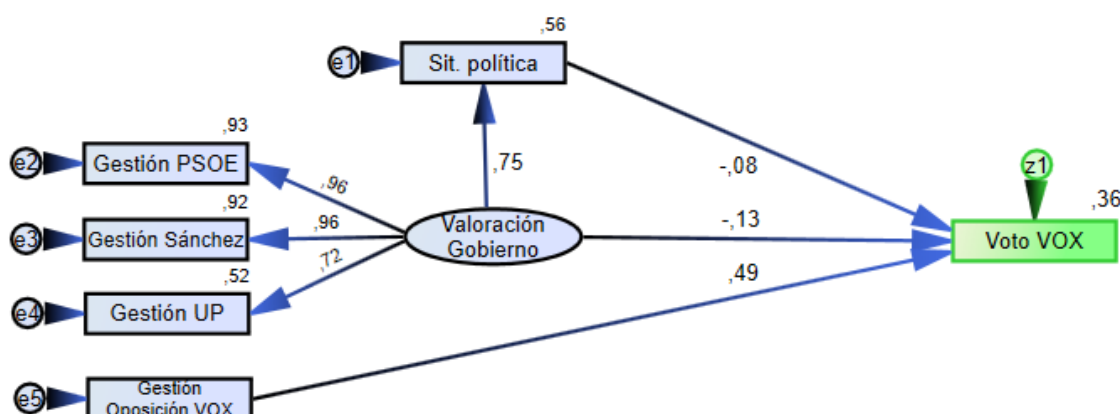 ,56
e1
Sit. política
,93
e2
Gestión PSOE
,96
,75
-,08
z1
,92
,36
e3
Gestión Sánchez
,96
Valoración
Gobierno
-,13
Voto VOX
,72
,52
e4
Gestión UP
,49
e5
Gestión
Oposición VOX